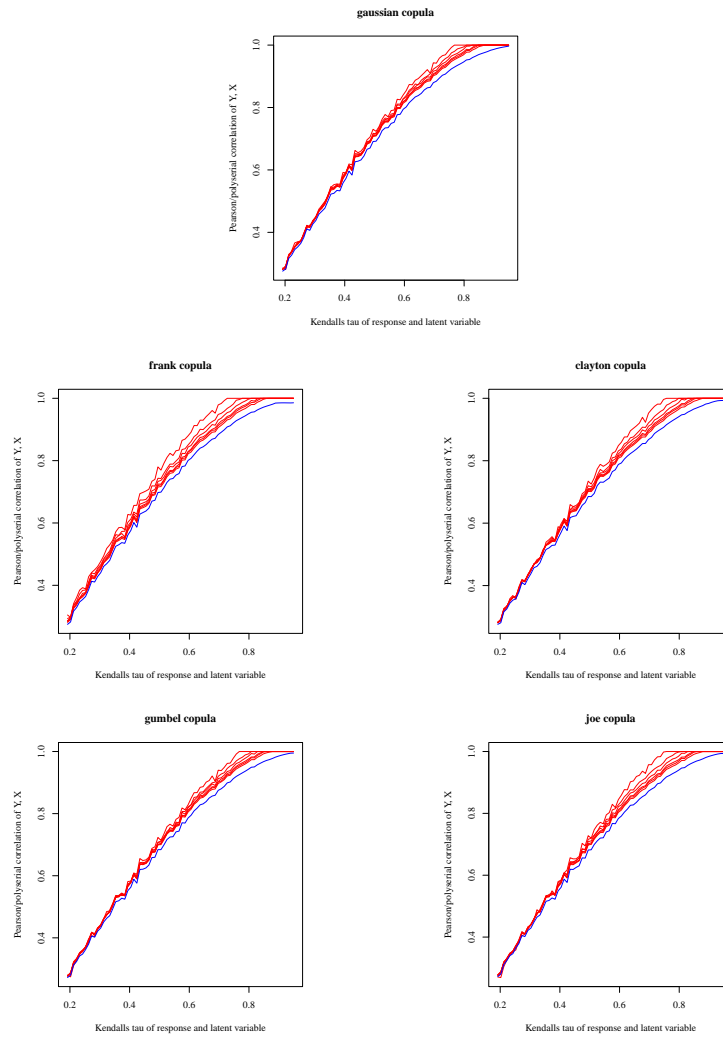 gaussian copula
Pearson/polyserial correlation of Y, X
0.4 0.6 0.8 1.0
0.2 0.4 0.6 0.8
Kendalls tau of response and latent variable
frank copula
Pearson/polyserial correlation of Y, X
0.4 0.6 0.8 1.0
0.2 0.4 0.6 0.8
Kendalls tau of response and latent variable
clayton copula
Pearson/polyserial correlation of Y, X
0.4 0.6 0.8 1.0
0.2 0.4 0.6 0.8
Kendalls tau of response and latent variable
gumbel copula
Pearson/polyserial correlation of Y, X
0.4 0.6 0.8 1.0
0.2 0.4 0.6 0.8
Kendalls tau of response and latent variable
joe copula
Pearson/polyserial correlation of Y, X
0.4 0.6 0.8 1.0
0.2 0.4 0.6 0.8
Kendalls tau of response and latent variable